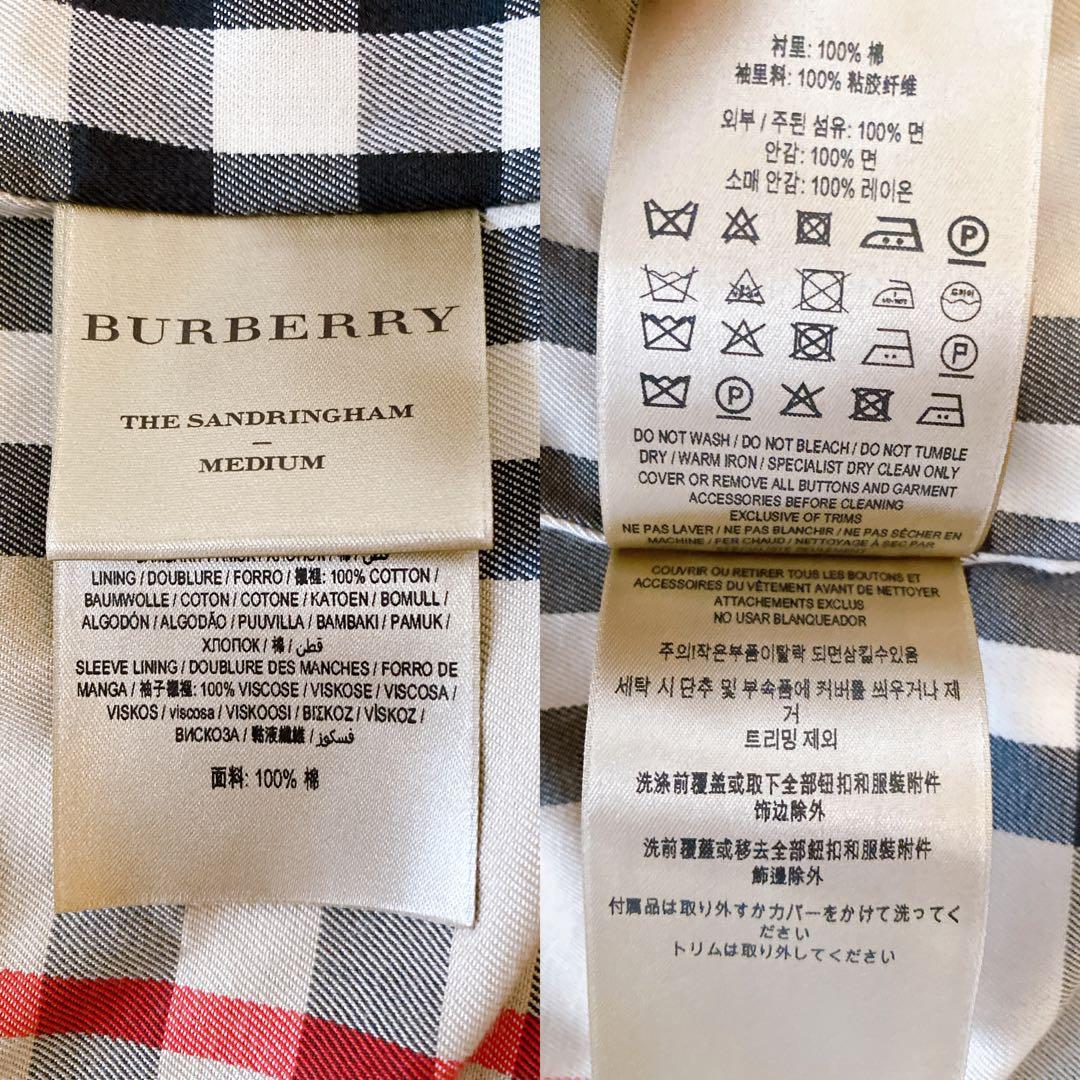 BURBERRY
THE SANDRINGHAM
–
MEDIUM
LINING / DOUBLURE / FORRO / 襯裡: 100% COTTON /
BAUMWOLLE / COTON / COTONE / KATOEN / BOMULL /
ALGODÓN / ALGODÃO / PUUVILLA / BAMBAKI / PAMUK /
ХЛОПОК / 棉 / قطن
SLEEVE LINING / DOUBLURE DES MANCHES / FORRO DE
MANGA / 袖子襯裡: 100% VISCOSE / VISKOSE / VISCOSA /
VISKOS / viscosa / VISKOOSI / ΒΙΣΚΟΖ / VİSKOZ /
ВИСКОЗА / 黏液纖維 / فسكوز
面料: 100% 棉
衬里: 100% 棉
袖里料: 100% 粘胶纤维
외부 / 주된 섬유: 100% 면
안감: 100% 면
소매 안감: 100% 레이온
P
드라이
P
P
DO NOT WASH / DO NOT BLEACH / DO NOT TUMBLE
DRY / WARM IRON / SPECIALIST DRY CLEAN ONLY
COVER OR REMOVE ALL BUTTONS AND GARMENT
ACCESSORIES BEFORE CLEANING
EXCLUSIVE OF TRIMS
NE PAS LAVER / NE PAS BLANCHIR / NE PAS SÉCHER EN
MACHINE / FER CHAUD / NETTOYAGE À SEC PAR
COUVRIR OU RETIRER TOUS LES BOUTONS ET
ACCESSOIRES DU VÊTEMENT AVANT DE NETTOYER
ATTACHEMENTS EXCLUS
NO USAR BLANQUEADOR
주의!작은부품이탈락 되면삼킬수있음
세탁 시 단추 및 부속품에 커버를 씌우거나 제
거
트리밍 제외
洗涤前覆盖或取下全部钮扣和服裝附件
饰边除外
洗前覆蓋或移去全部鈕扣和服裝附件
飾邊除外
付属品は取り外すかカバーをかけて洗ってく
ださい
トリムは取り外してください